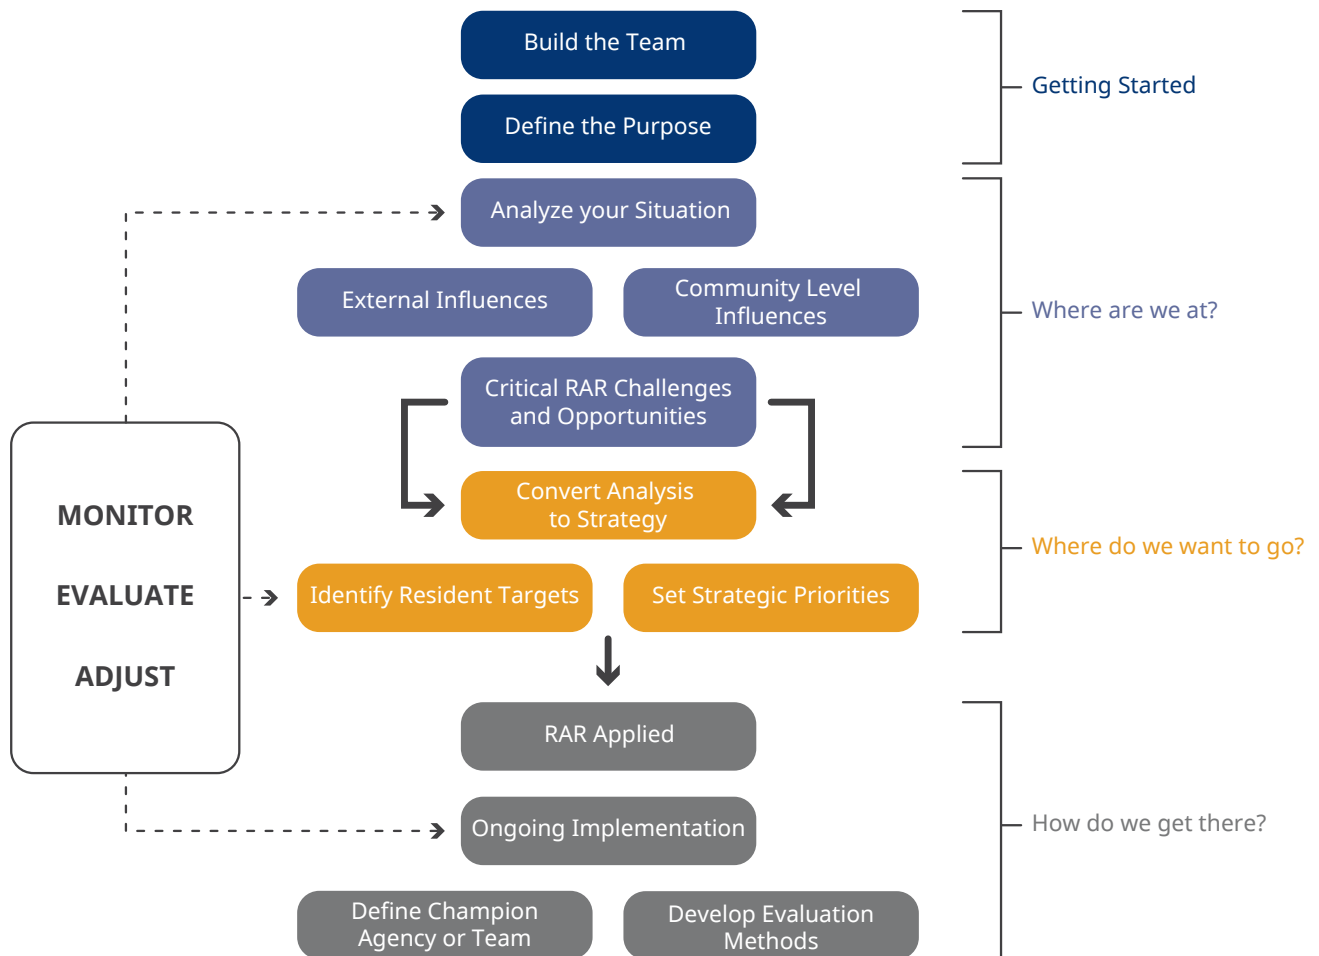 Build the Team
Getting Started
Define the Purpose
Analyze your Situation
External Influences
Community Level
Influences
Where are we at?
Critical RAR Challenges
and Opportunities
Convert Analysis
to Strategy
Where do we want to go?
Identify Resident Targets
Set Strategic Priorities
MONITOR
EVALUATE
ADJUST
RAR Applied
Ongoing Implementation
How do we get there?
Define Champion
Agency or Team
Develop Evaluation
Methods